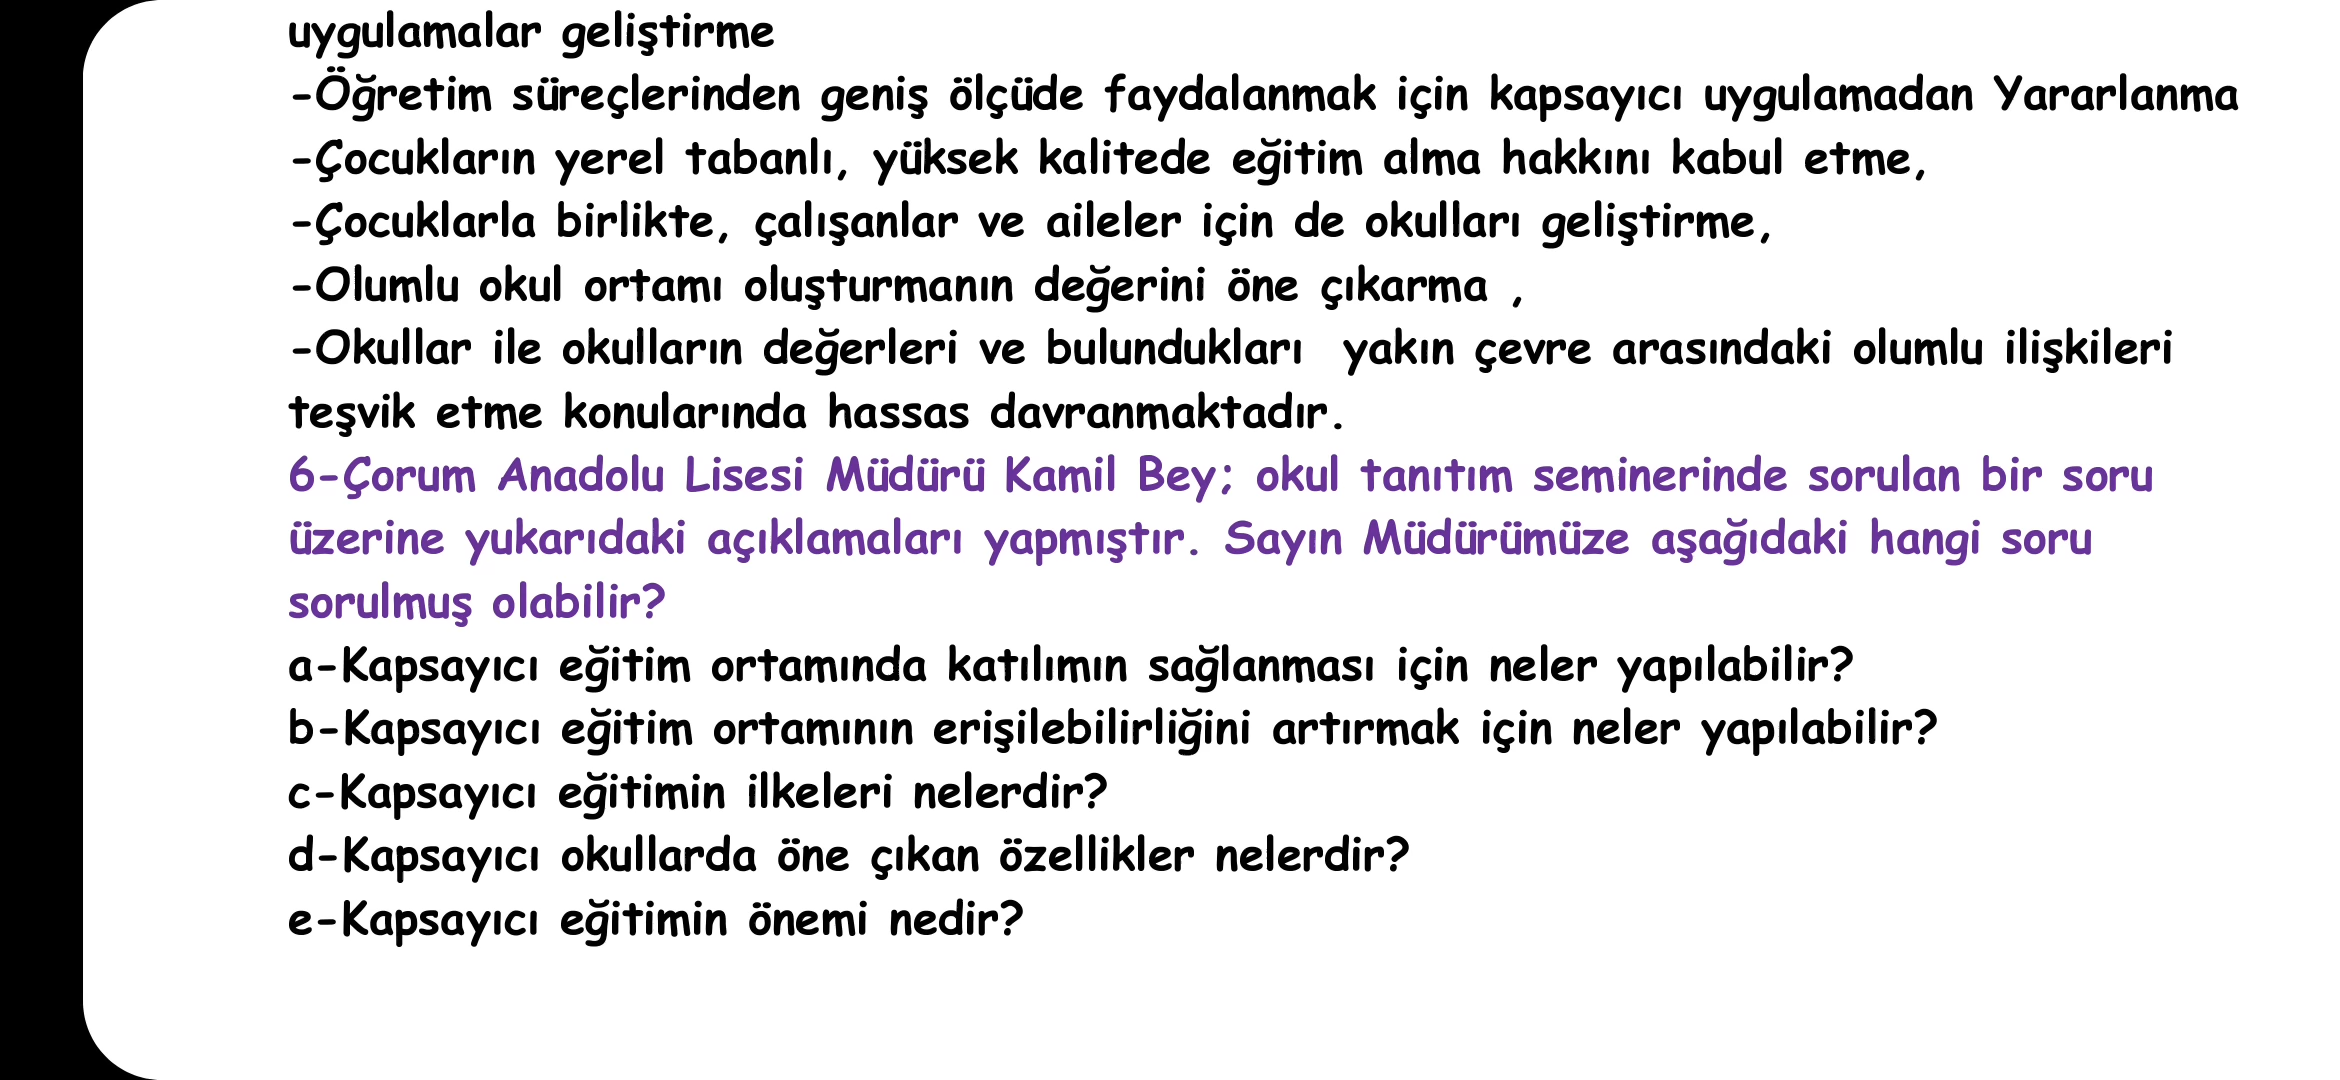 uygulamalar geliştirme
-Öğretim süreçlerinden geniş ölçüde faydalanmak için kapsayıcı uygulamadan Yararlanma
-Çocukların yerel tabanlı, yüksek kalitede eğitim alma hakkını kabul etme,
-Çocuklarla birlikte, çalışanlar ve aileler için de okulları geliştirme,
-Olumlu okul ortamı oluşturmanın değerini öne çıkarma ,
-Okullar ile okulların değerleri ve bulundukları  yakın çevre arasındaki olumlu ilişkileri
teşvik etme konularında hassas davranmaktadır.
6-Çorum Anadolu Lisesi Müdürü Kamil Bey; okul tanıtım seminerinde sorulan bir soru
üzerine yukarıdaki açıklamaları yapmıştır. Sayın Müdürümüze aşağıdaki hangi soru
sorulmuş olabilir?
a-Kapsayıcı eğitim ortamında katılımın sağlanması için neler yapılabilir?
b-Kapsayıcı eğitim ortamının erişilebilirliğini artırmak için neler yapılabilir?
c-Kapsayıcı eğitimin ilkeleri nelerdir?
d-Kapsayıcı okullarda öne çıkan özellikler nelerdir?
e-Kapsayıcı eğitimin önemi nedir?